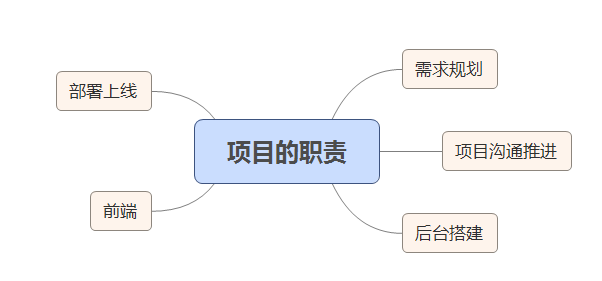 项目的职责
需求规划
项目沟通推进
后台搭建
前端
部署上线